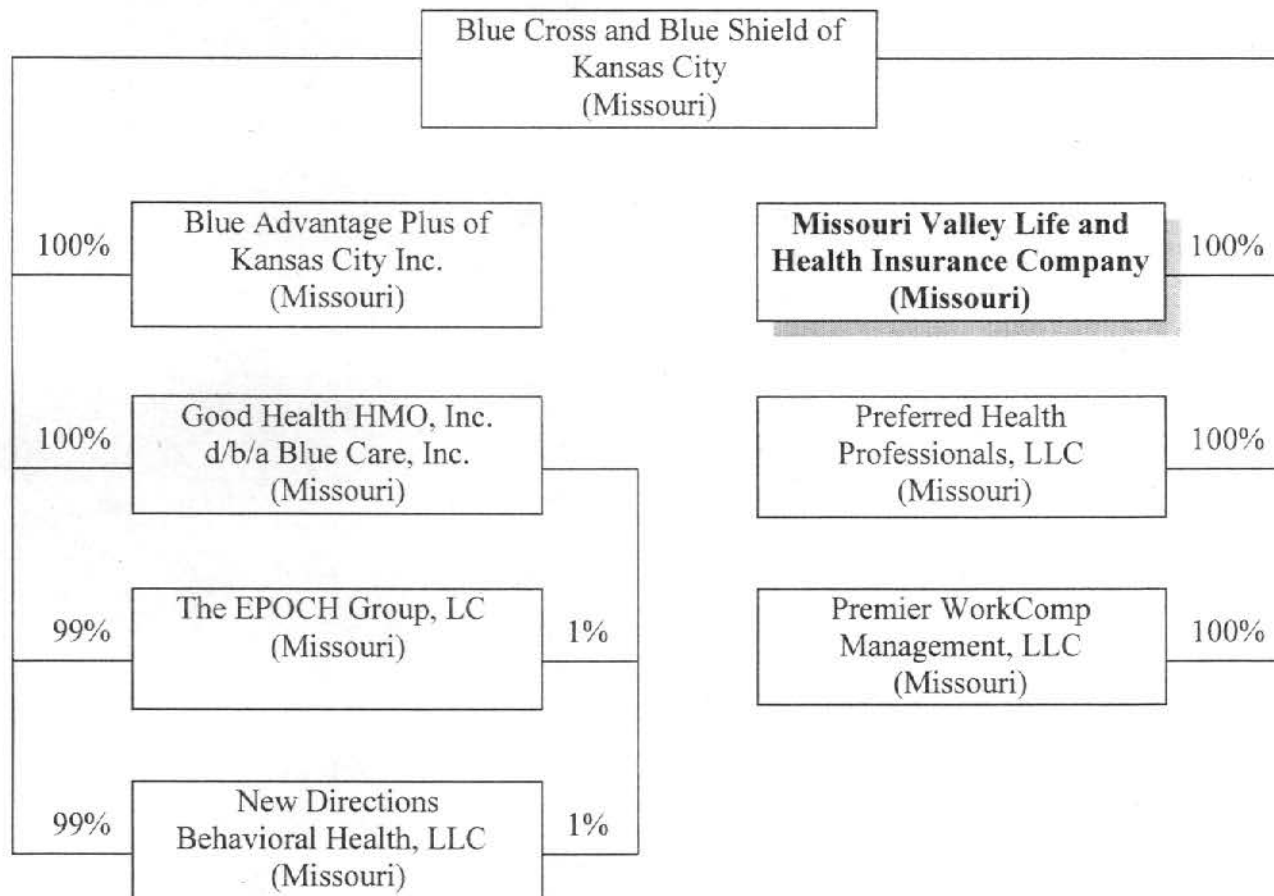 Blue Cross and Blue Shield of
Kansas City
(Missouri)
100%
Blue Advantage Plus of
Kansas City Inc.
(Missouri)
Missouri Valley Life and
Health Insurance Company
(Missouri)
100%
100%
Good Health HMO, Inc.
d/b/a Blue Care, Inc.
(Missouri)
Preferred Health
Professionals, LLC
(Missouri)
100%
99%
The EPOCH Group, LC
(Missouri)
1%
Premier WorkComp
Management, LLC
(Missouri)
100%
99%
New Directions
Behavioral Health, LLC
(Missouri)
1%